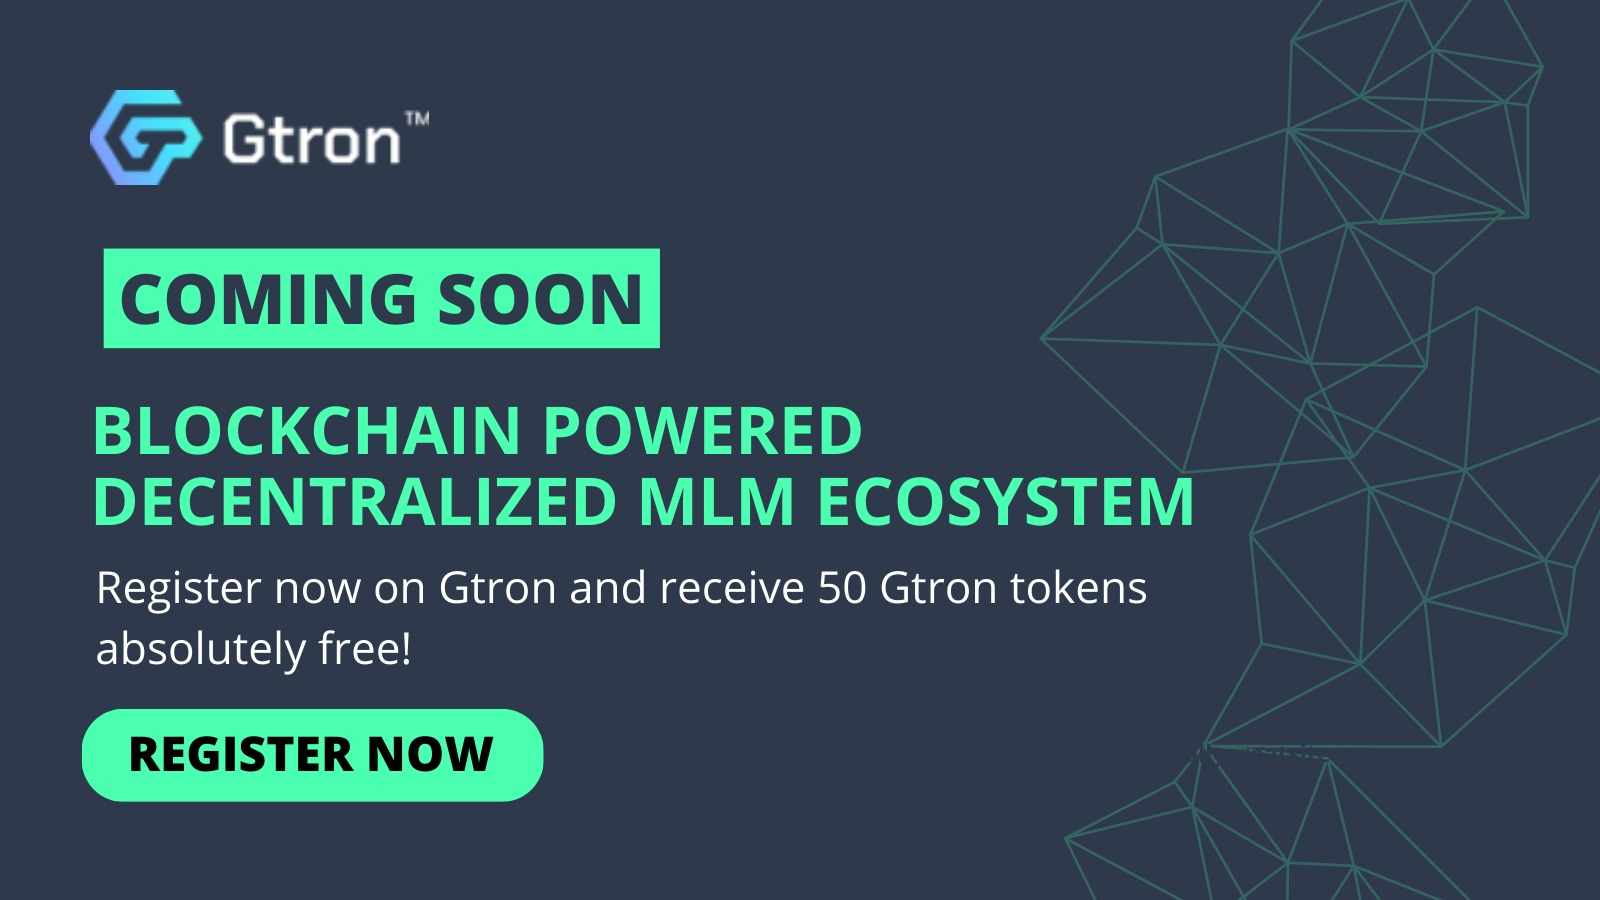 Gtron™
COMING SOON
BLOCKCHAIN POWERED
DECENTRALIZED MLM ECOSYSTEM
Register now on Gtron and receive 50 Gtron tokens
absolutely free!
REGISTER NOW